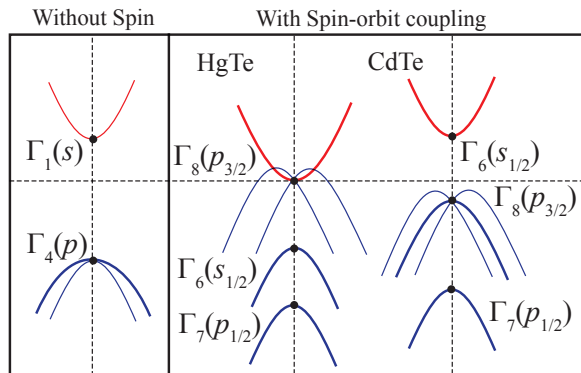 Without Spin
With Spin-orbit coupling
HgTe
CdTe
Γ₁(s)
Γ₄(p)
Γ₈(p₃/₂)
Γ₆(s₁/₂)
Γ₇(p₁/₂)
Γ₆(s₁/₂)
Γ₈(p₃/₂)
Γ₇(p₁/₂)